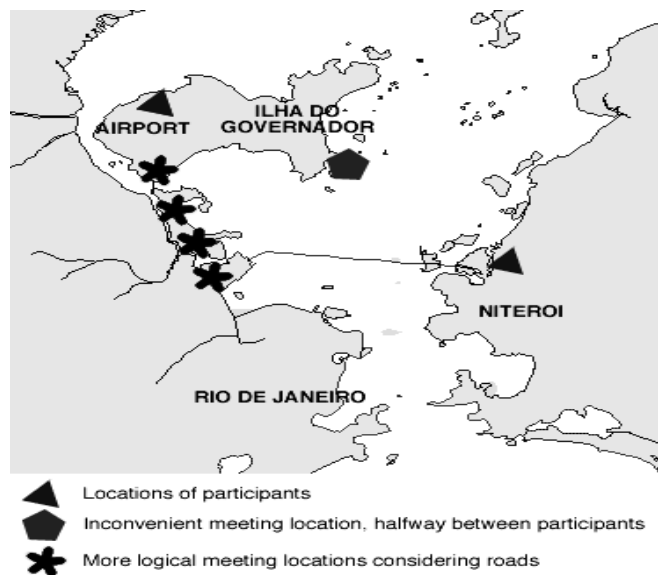 ILHA DO
AIRPORT GOVERNADOR
NITEROI
RIO DE JANEIRO
Locations of participants
Inconvenient meeting location, halfway between participants
More logical meeting locations considering roads